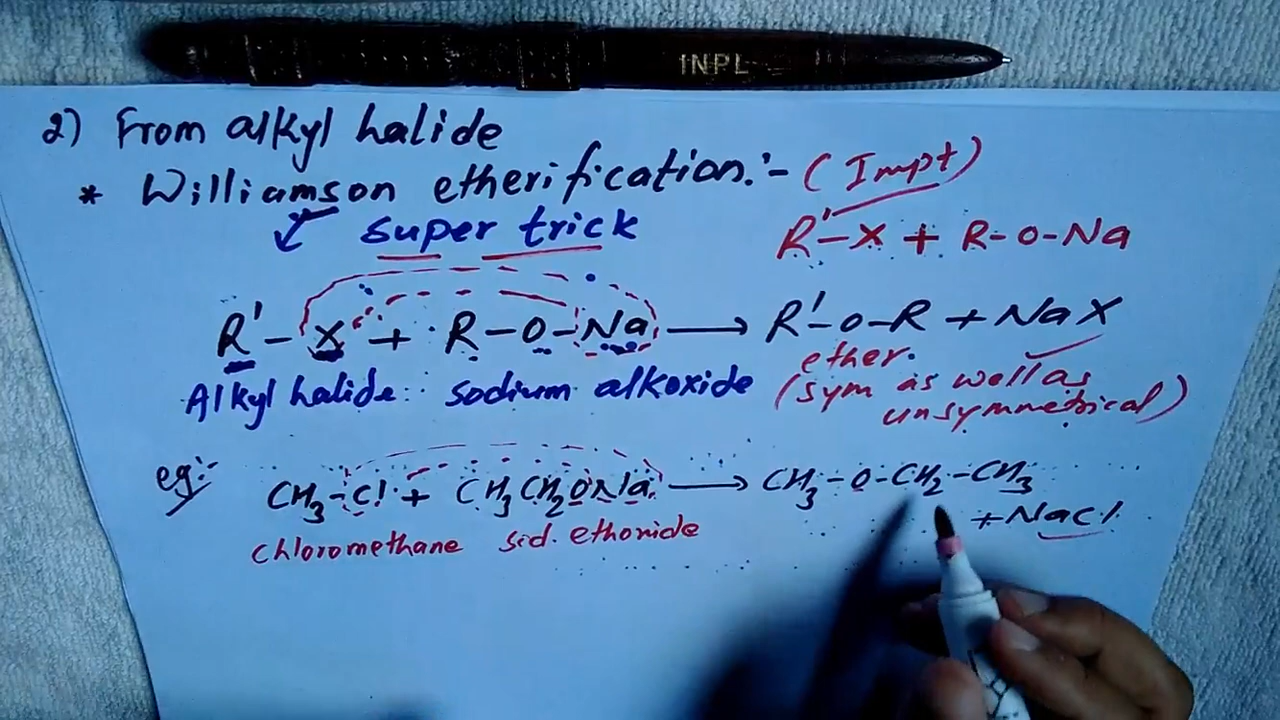 INPL
2) From alkyl halide
* Williamson etherification:- (Impt)
super trick
R'-X + R-O-Na
R'-X + R-O-Na ⟶ R'-O-R + NaX
Alkyl halide sodium alkoxide
ether.
(sym as well as
unsymmetrical)
eg:- CH₃-Cl + CH₃CH₂ONa ⟶ CH₃-O-CH₂-CH₃
+NaCl
chloromethane sod. ethoxide